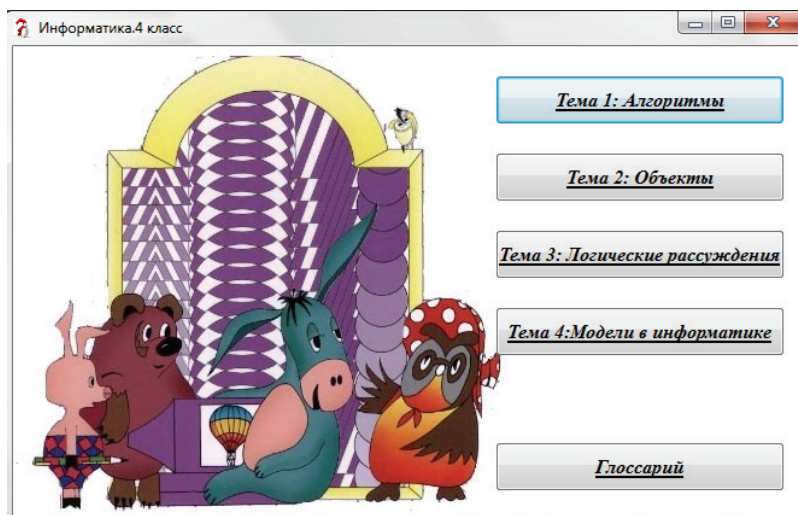 Информатика.4 класс
Тема 1: Алгоритмы
Тема 2: Объекты
Тема 3: Логические рассуждения
Тема 4:Модели в информатике
Глоссарий